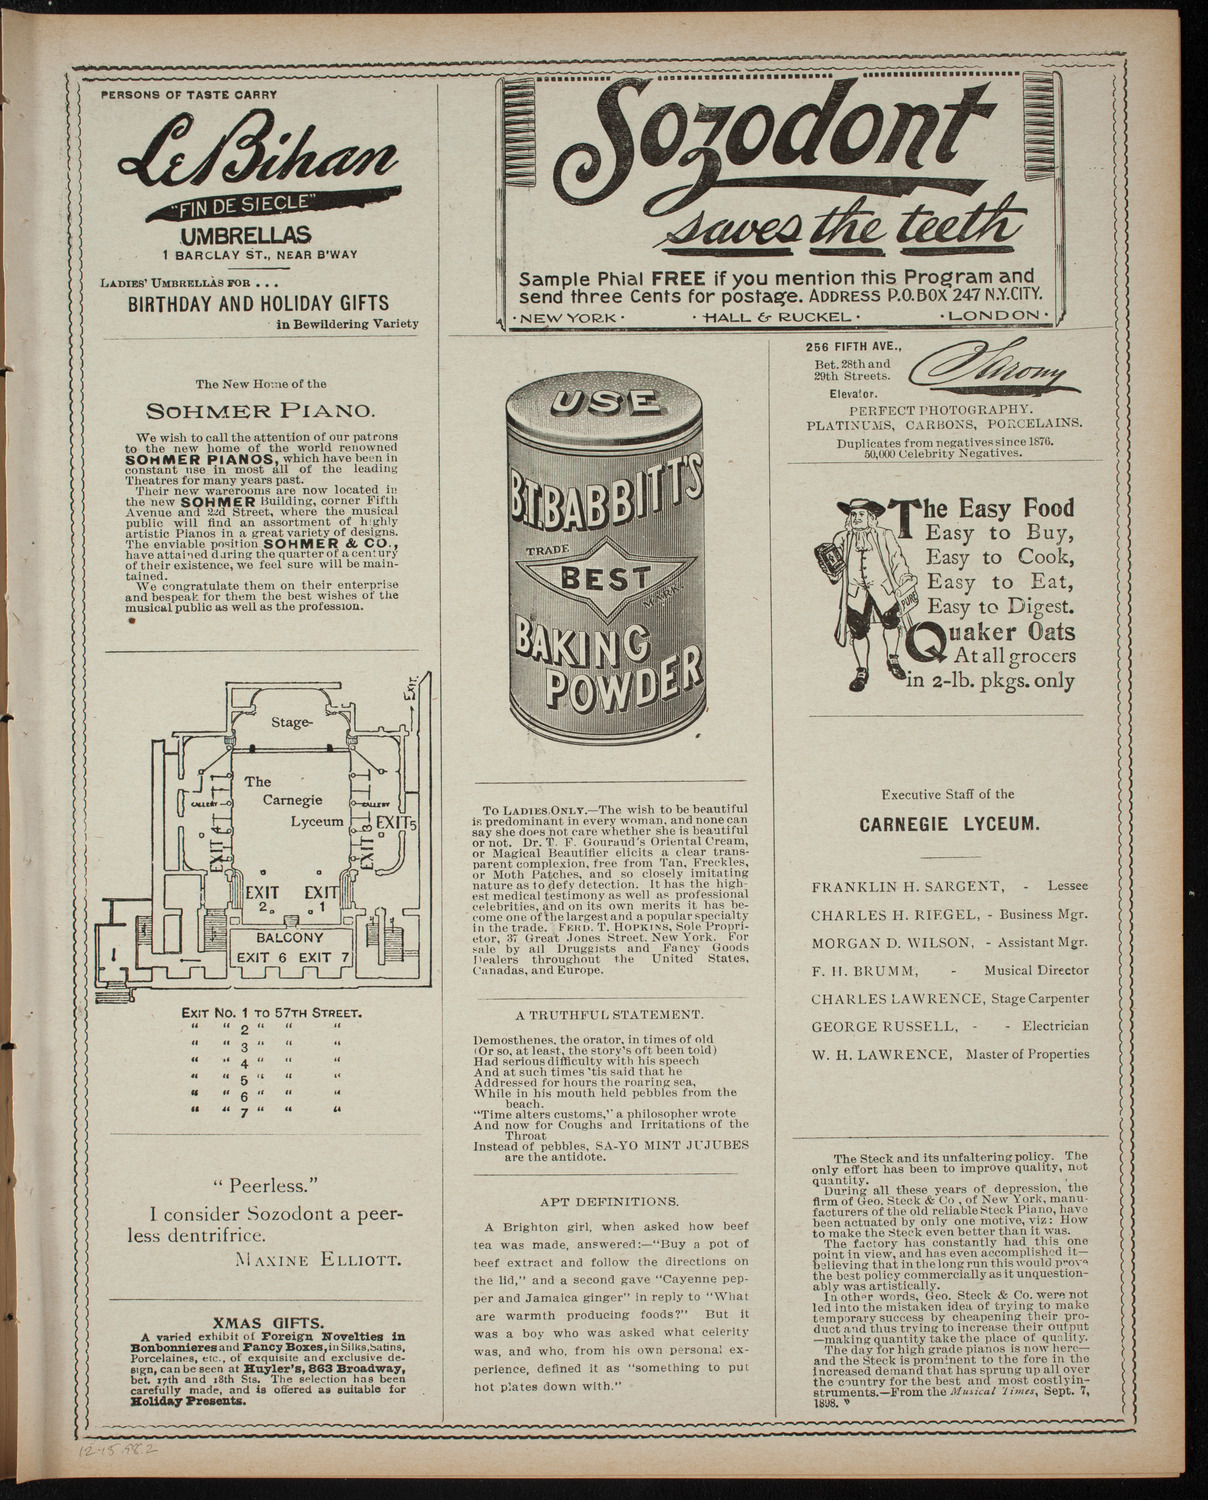 PERSONS OF TASTE CARRY
Le Bihan
"FIN DE SIECLE"
UMBRELLAS
1 BARCLAY ST., NEAR B'WAY
LADIES' UMBRELLAS FOR . . .
BIRTHDAY AND HOLIDAY GIFTS
in Bewildering Variety
The New Home of the
SOHMER PIANO.
We wish to call the attention of our patrons
to the new home of the world renowned
SOHMER PIANOS, which have been in
constant use in most all of the leading
Theatres for many years past.
Their new warerooms are now located in
the new SOHMER Building, corner Fifth
Avenue and 22d Street, where the musical
public will find an assortment of highly
artistic Pianos in a great variety of designs.
The enviable position SOHMER & CO.,
have attained during the quarter of a century
of their existence, we feel sure will be main-
tained.
We congratulate them on their enterprise
and bespeak for them the best wishes of the
musical public as well as the profession.
EXIT.
Stage
The
Carnegie
Lyceum
GALLERY
GALLERY
EXIT 4
EXIT 3
EXIT 5
EXIT 2.
EXIT 1
BALCONY
EXIT 6 EXIT 7
EXIT NO. 1 TO 57TH STREET.
" " 2 " " "
" " 3 " " "
" " 4 " " "
" " 5 " " "
" " 6 " " "
" " 7 " " "
" Peerless."
I consider Sozodont a peer-
less dentrifrice.
MAXINE ELLIOTT.
XMAS GIFTS.
A varied exhibit of Foreign Novelties in
Bonbonnieres and Fancy Boxes, in Silks, Satins,
Porcelaines, etc., of exquisite and exclusive de-
sign, can be seen at Huyler's, 863 Broadway,
bet. 17th and 18th Sts. The selection has been
carefully made, and is offered as suitable for
Holiday Presents.
Sozodont
saves the teeth
Sample Phial FREE if you mention this Program and
send three Cents for postage. ADDRESS P.O. BOX 247 N.Y. CITY.
· NEW YORK · · HALL & RUCKEL · · LONDON ·
USE
B.T. BABBITT'S
TRADE
BEST
MARK.
BAKING
POWDER
TO LADIES ONLY.—The wish to be beautiful
is predominant in every woman, and none can
say she does not care whether she is beautiful
or not. Dr. T. F. Gouraud's Oriental Cream,
or Magical Beautifier elicits a clear trans-
parent complexion, free from Tan, Freckles,
or Moth Patches, and so closely imitating
nature as to defy detection. It has the high-
est medical testimony as well as professional
celebrities, and on its own merits it has be-
come one of the largest and a popular specialty
in the trade. FERD. T. HOPKINS, Sole Propri-
etor, 37 Great Jones Street, New York. For
sale by all Druggists and Fancy Goods
Dealers throughout the United States,
Canadas, and Europe.
A TRUTHFUL STATEMENT.
Demosthenes, the orator, in times of old
(Or so, at least, the story's oft been told)
Had serious difficulty with his speech
And at such times 'tis said that he
Addressed for hours the roaring sea,
While in his mouth held pebbles from the
beach.
"Time alters customs," a philosopher wrote
And now for Coughs and Irritations of the
Throat
Instead of pebbles, SA-YO MINT JUJUBES
are the antidote.
APT DEFINITIONS.
A Brighton girl, when asked how beef
tea was made, answered:—"Buy a pot of
beef extract and follow the directions on
the lid," and a second gave "Cayenne pep-
per and Jamaica ginger" in reply to "What
are warmth producing foods?" But it
was a boy who was asked what celerity
was, and who, from his own personal ex-
perience, defined it as "something to put
hot plates down with."
256 FIFTH AVE.,
Bet. 28th and
29th Streets.
Elevator.
Sarony
PERFECT PHOTOGRAPHY.
PLATINUMS, CARBONS, PORCELAINS.
Duplicates from negatives since 1876.
50,000 Celebrity Negatives.
PURE
The Easy Food
Easy to Buy,
Easy to Cook,
Easy to Eat,
Easy to Digest.
Quaker Oats
At all grocers
in 2-lb. pkgs. only
Executive Staff of the
CARNEGIE LYCEUM.
FRANKLIN H. SARGENT, - Lessee
CHARLES H. RIEGEL, - Business Mgr.
MORGAN D. WILSON, - Assistant Mgr.
F. H. BRUMM, - Musical Director
CHARLES LAWRENCE, Stage Carpenter
GEORGE RUSSELL, - - Electrician
W. H. LAWRENCE, Master of Properties
The Steck and its unfaltering policy. The
only effort has been to improve quality, not
quantity.
During all these years of depression, the
firm of Geo. Steck & Co , of New York, manu-
facturers of the old reliable Steck Piano, have
been actuated by only one motive, viz: How
to make the Steck even better than it was.
The factory has constantly had this one
point in view, and has even accomplished it—
believing that in the long run this would prove
the best policy commercially as it unquestion-
ably was artistically.
In other words, Geo. Steck & Co. were not
led into the mistaken idea of trying to make
temporary success by cheapening their pro-
duct and thus trying to increase their output
—making quantity take the place of quality.
The day for high grade pianos is now here—
and the Steck is prominent to the fore in the
increased demand that has sprung up all over
the country for the best and most costly in-
struments.—From the Musical Times, Sept. 7,
1898. "
12.15.98.2